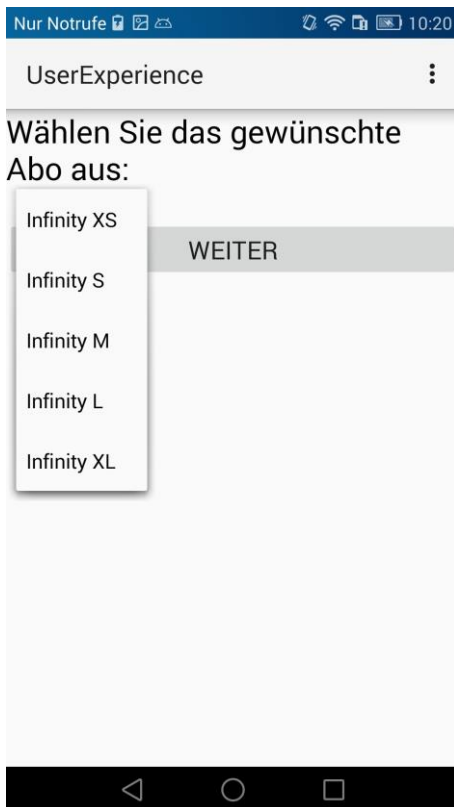 Nur Notrufe 10:20
UserExperience
Wählen Sie das gewünschte
Abo aus:
Infinity XS
WEITER
Infinity S
Infinity M
Infinity L
Infinity XL